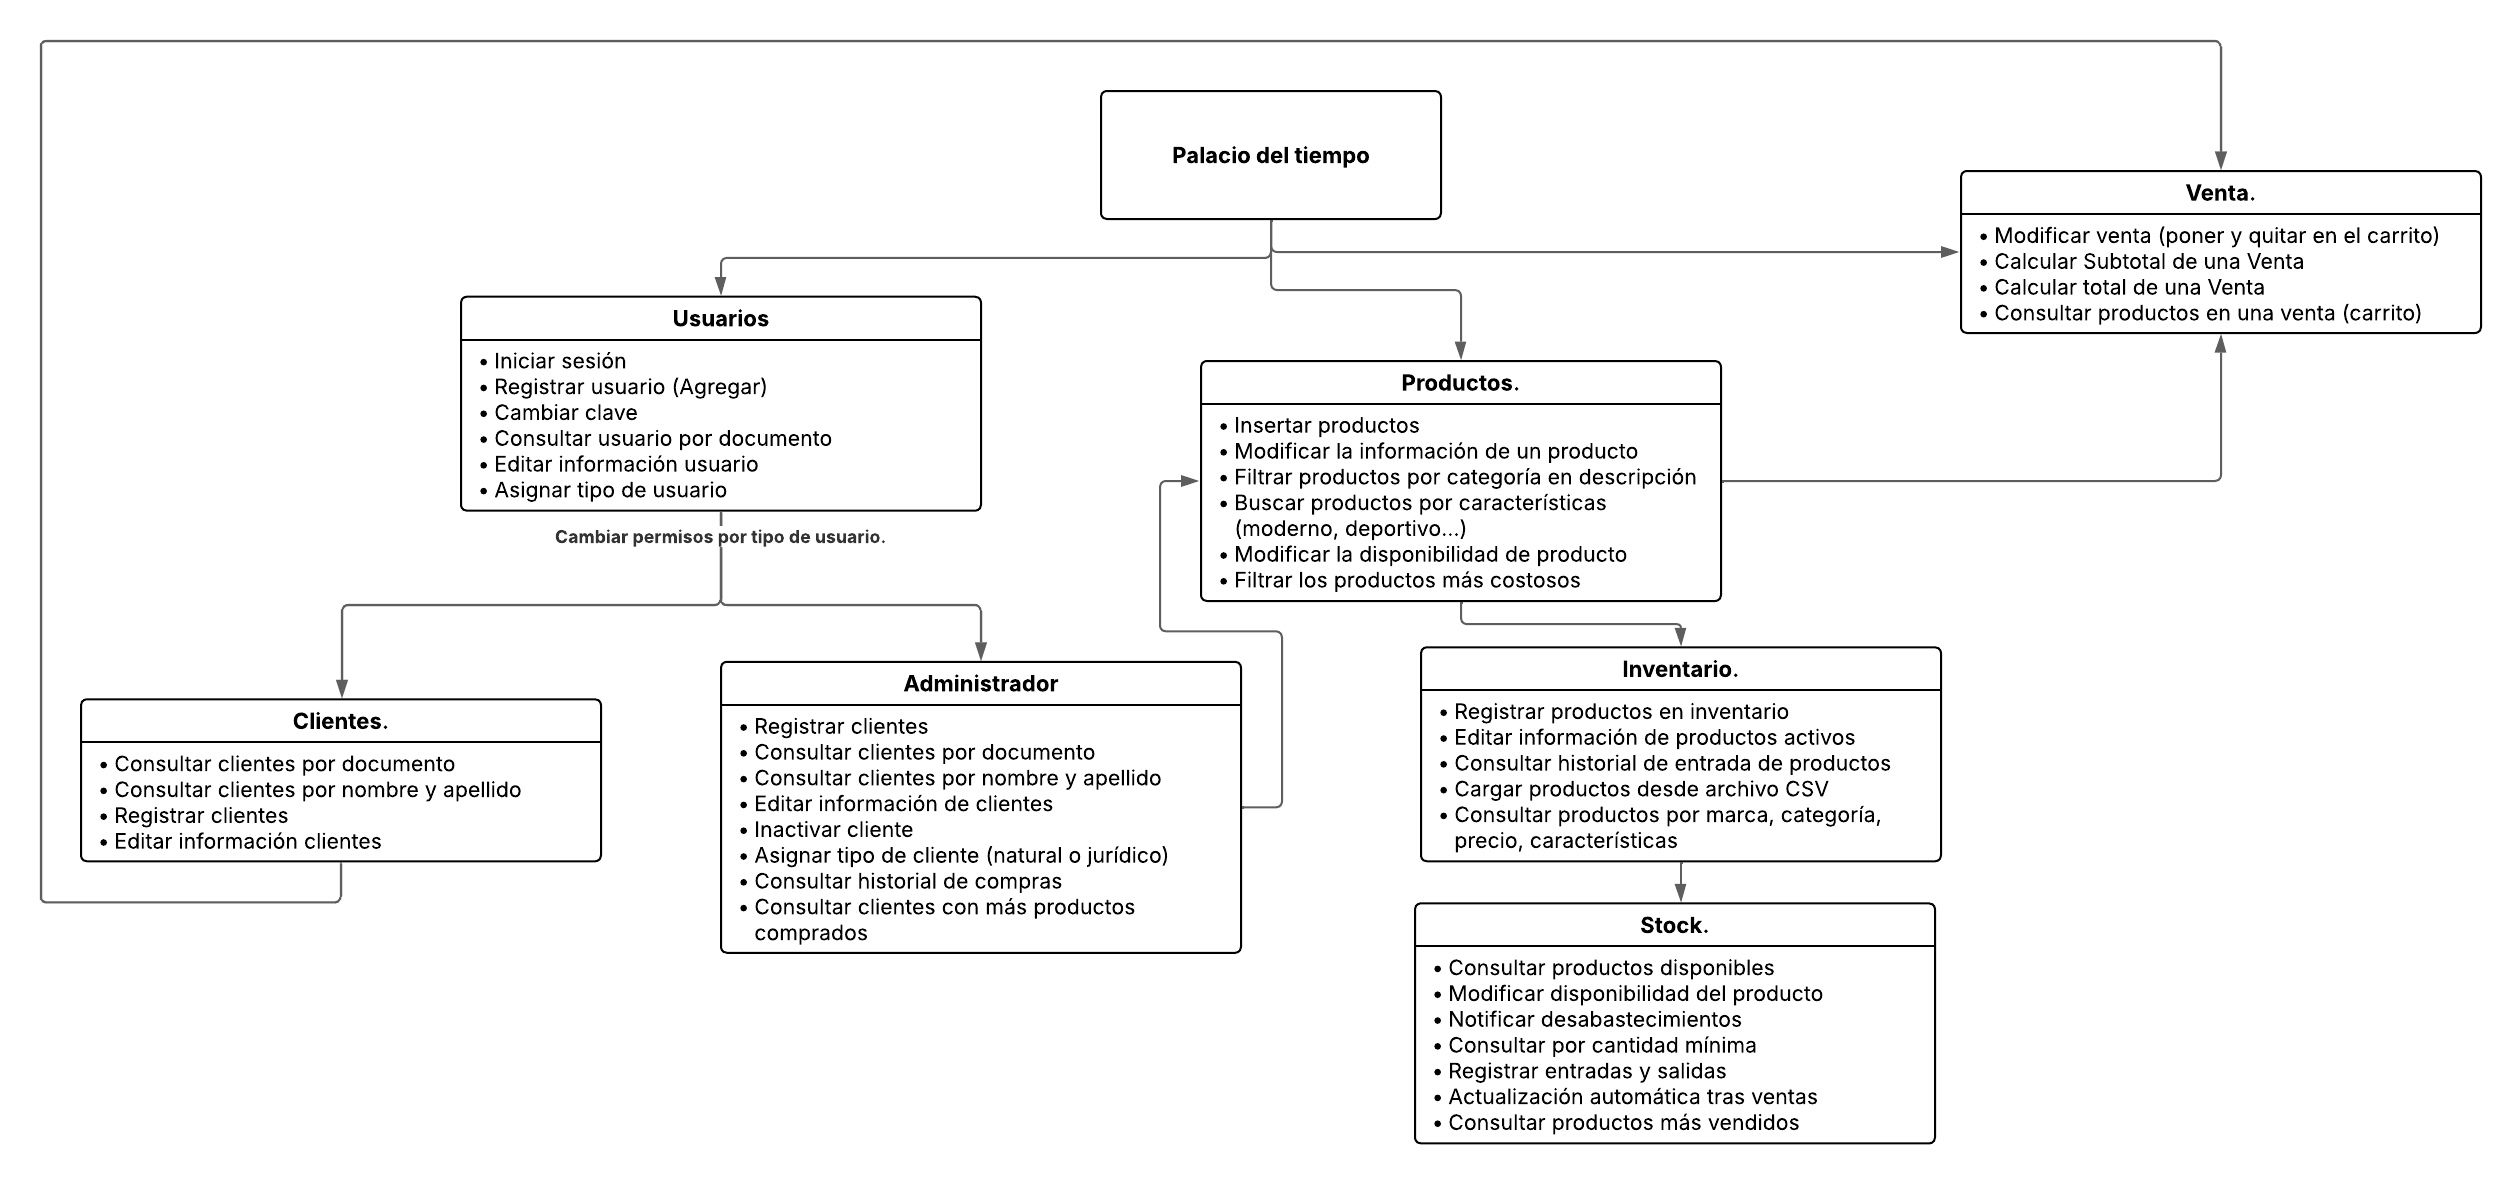 Palacio del tiempo
Venta.
• Modificar venta (poner y quitar en el carrito)
• Calcular Subtotal de una Venta
• Calcular total de una Venta
• Consultar productos en una venta (carrito)
Usuarios
• Iniciar sesión
• Registrar usuario (Agregar)
• Cambiar clave
• Consultar usuario por documento
• Editar información usuario
• Asignar tipo de usuario
Cambiar permisos por tipo de usuario.
Productos.
• Insertar productos
• Modificar la información de un producto
• Filtrar productos por categoría en descripción
• Buscar productos por características
(moderno, deportivo...)
• Modificar la disponibilidad de producto
• Filtrar los productos más costosos
Clientes.
• Consultar clientes por documento
• Consultar clientes por nombre y apellido
• Registrar clientes
• Editar información clientes
Administrador
• Registrar clientes
• Consultar clientes por documento
• Consultar clientes por nombre y apellido
• Editar información de clientes
• Inactivar cliente
• Asignar tipo de cliente (natural o jurídico)
• Consultar historial de compras
• Consultar clientes con más productos
comprados
Inventario.
• Registrar productos en inventario
• Editar información de productos activos
• Consultar historial de entrada de productos
• Cargar productos desde archivo CSV
• Consultar productos por marca, categoría,
precio, características
Stock.
• Consultar productos disponibles
• Modificar disponibilidad del producto
• Notificar desabastecimientos
• Consultar por cantidad mínima
• Registrar entradas y salidas
• Actualización automática tras ventas
• Consultar productos más vendidos